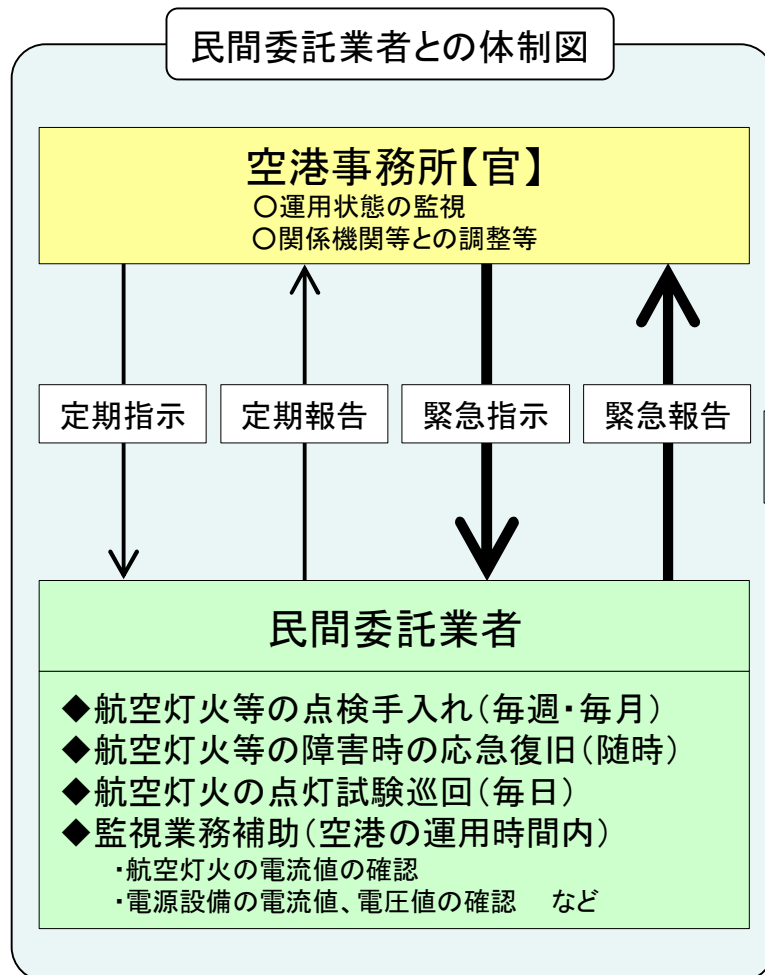 民間委託業者との体制図
空港事務所【官】
○運用状態の監視
○関係機関等との調整等
定期指示
定期報告
緊急指示
緊急報告
民間委託業者
◆航空灯火等の点検手入れ（毎週・毎月）
◆航空灯火等の障害時の応急復旧（随時）
◆航空灯火の点灯試験巡回（毎日）
◆監視業務補助（空港の運用時間内）
・航空灯火の電流値の確認
・電源設備の電流値、電圧値の確認　など